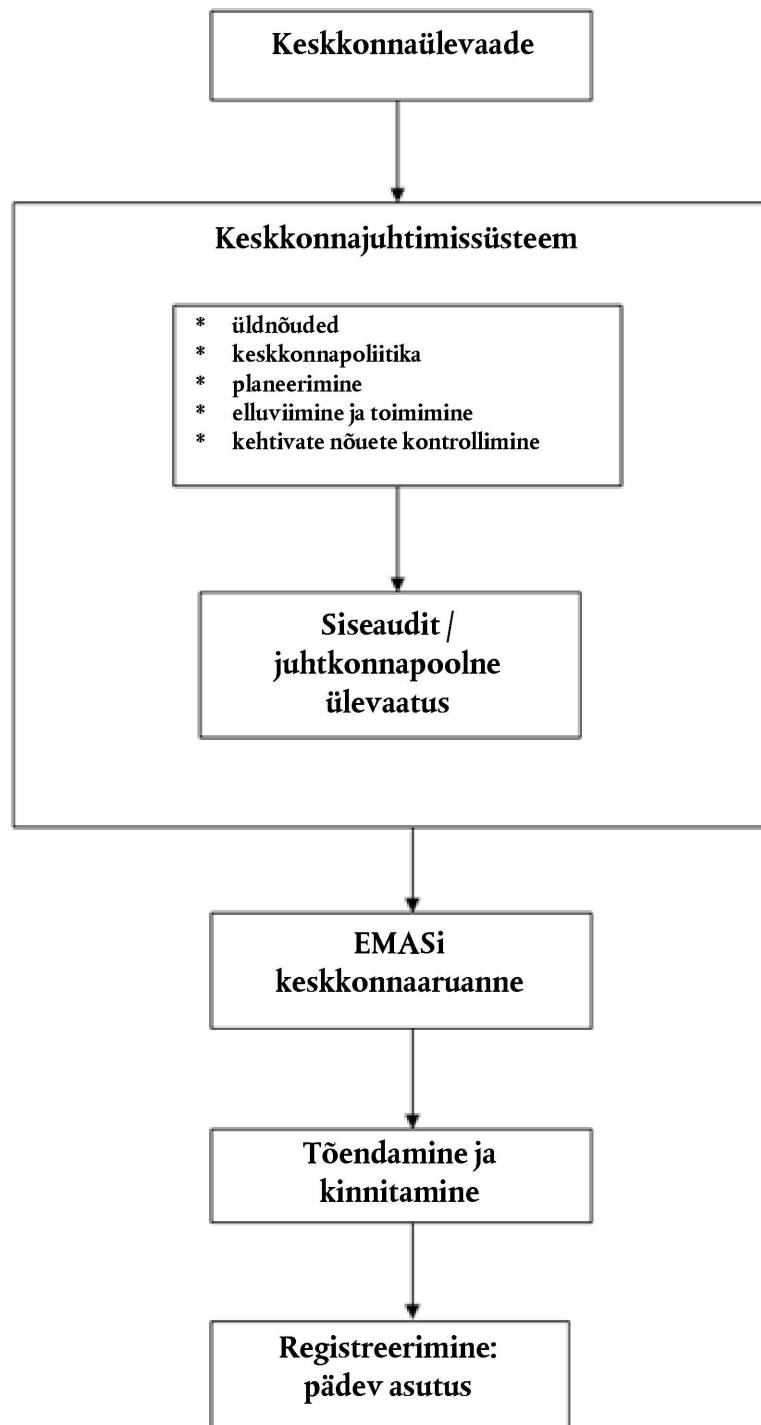 Keskkonnaülevaade
Keskkonnajuhtimissüsteem
* üldnõuded
* keskkonnapoliitika
* planeerimine
* elluviimine ja toimimine
* kehtivate nõuete kontrollimine
Siseaudit /
juhtkonnapoolne
ülevaatus
EMASi
keskkonnaaruanne
Tõendamine ja
kinnitamine
Registreerimine:
pädev asutus